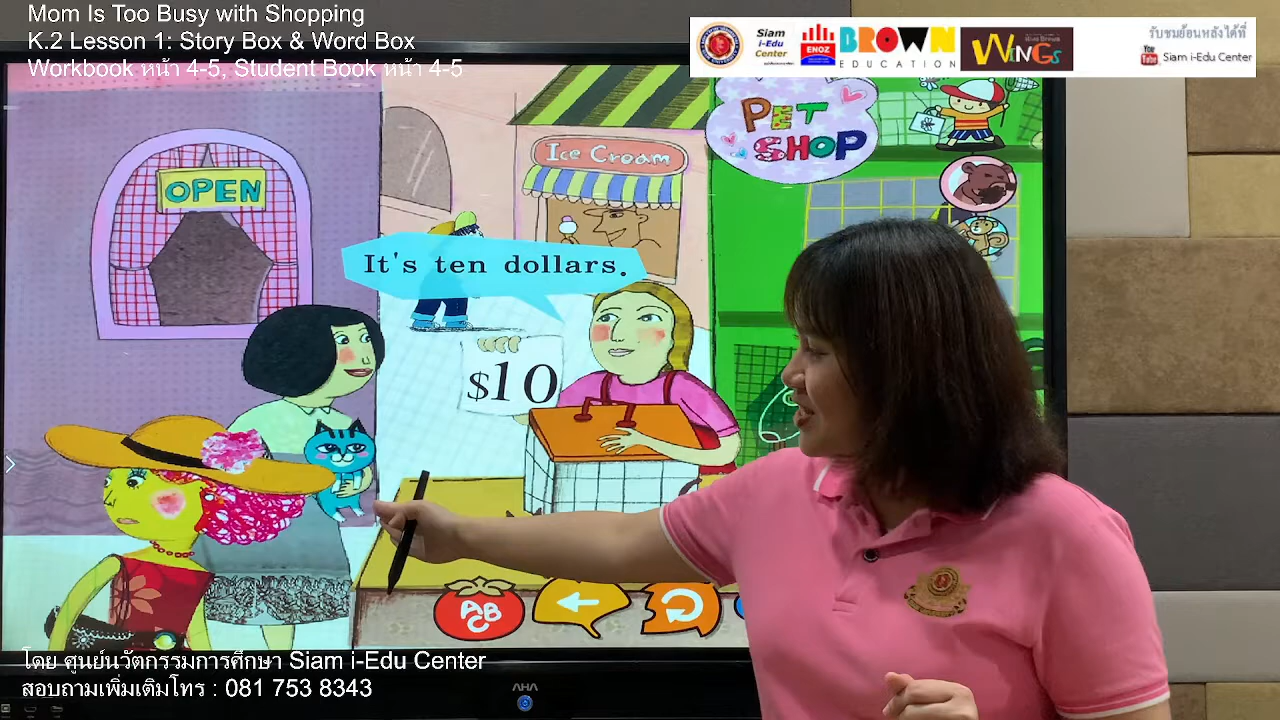 Mom Is Too Busy with Shopping
K.2 Lesson 1: Story Box & Word Box
Workbook หน้า 4-5, Student Book หน้า 4-5
Siam
i-Edu
Center
ENOZ
BROWN
EDUCATION
WINGS
รับชมย้อนหลังได้ที่
You
Tube
Siam i-Edu Center
PET
SHOP
Ice Cream
OPEN
It's ten dollars.
$10
ABC
โดย ศูนย์นวัตกรรมการศึกษา Siam i-Edu Center
สอบถามเพิ่มเติมโทร : 081 753 8343
AHA